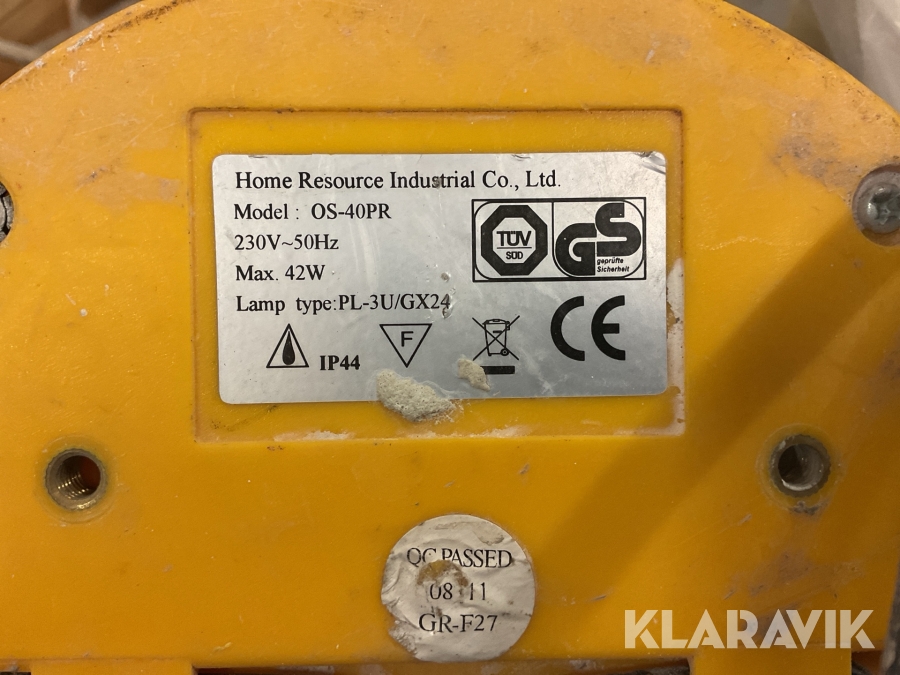 Home Resource Industrial Co., Ltd.
Model : OS-40PR
230V~50Hz
Max. 42W
Lamp type:PL-3U/GX24
IP44
F
TÜV
SÜD
GS
geprüfte
Sicherheit
CE
QC PASSED
08 11
GR-F27
KLARAVIK